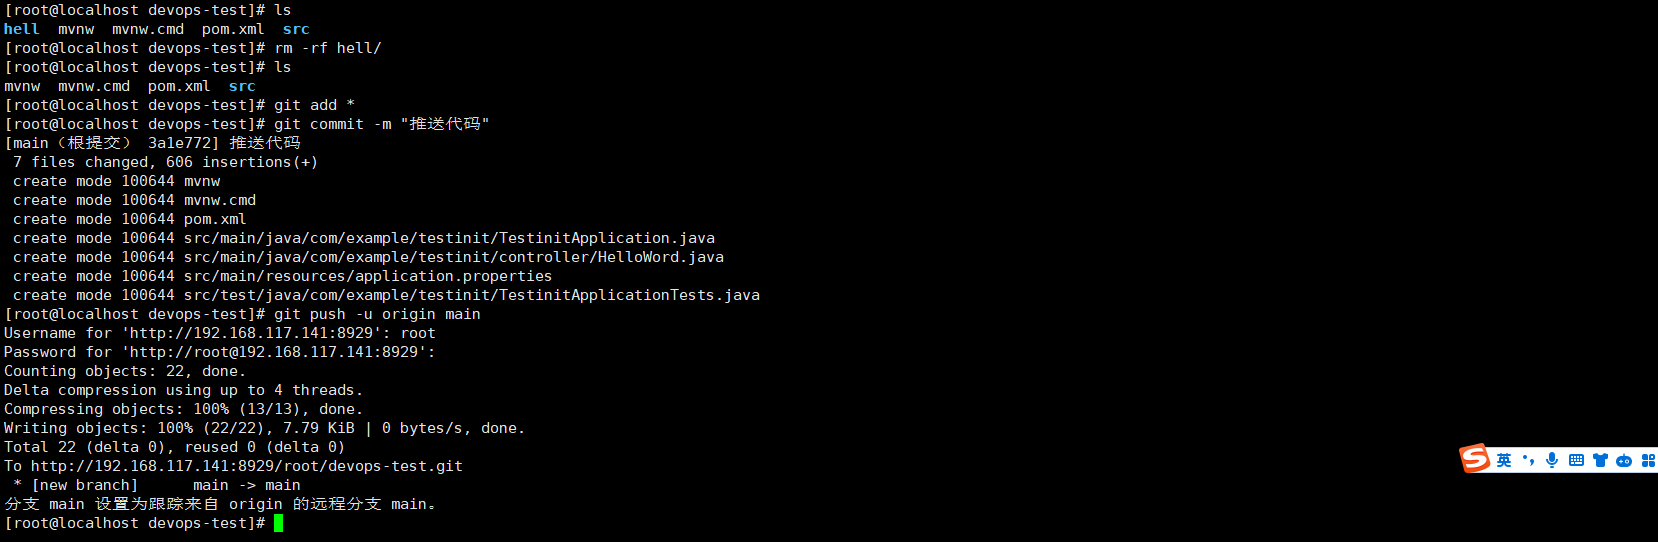 [root@localhost devops-test]# ls
hell  mvnw  mvnw.cmd  pom.xml  src
[root@localhost devops-test]# rm -rf hell/
[root@localhost devops-test]# ls
mvnw  mvnw.cmd  pom.xml  src
[root@localhost devops-test]# git add *
[root@localhost devops-test]# git commit -m "推送代码"
[main（根提交） 3a1e772] 推送代码
 7 files changed, 606 insertions(+)
 create mode 100644 mvnw
 create mode 100644 mvnw.cmd
 create mode 100644 pom.xml
 create mode 100644 src/main/java/com/example/testinit/TestinitApplication.java
 create mode 100644 src/main/java/com/example/testinit/controller/HelloWord.java
 create mode 100644 src/main/resources/application.properties
 create mode 100644 src/test/java/com/example/testinit/TestinitApplicationTests.java
[root@localhost devops-test]# git push -u origin main
Username for 'http://192.168.117.141:8929': root
Password for 'http://root@192.168.117.141:8929':
Counting objects: 22, done.
Delta compression using up to 4 threads.
Compressing objects: 100% (13/13), done.
Writing objects: 100% (22/22), 7.79 KiB | 0 bytes/s, done.
Total 22 (delta 0), reused 0 (delta 0)
To http://192.168.117.141:8929/root/devops-test.git
 * [new branch]      main -> main
分支 main 设置为跟踪来自 origin 的远程分支 main。
[root@localhost devops-test]#
S 英